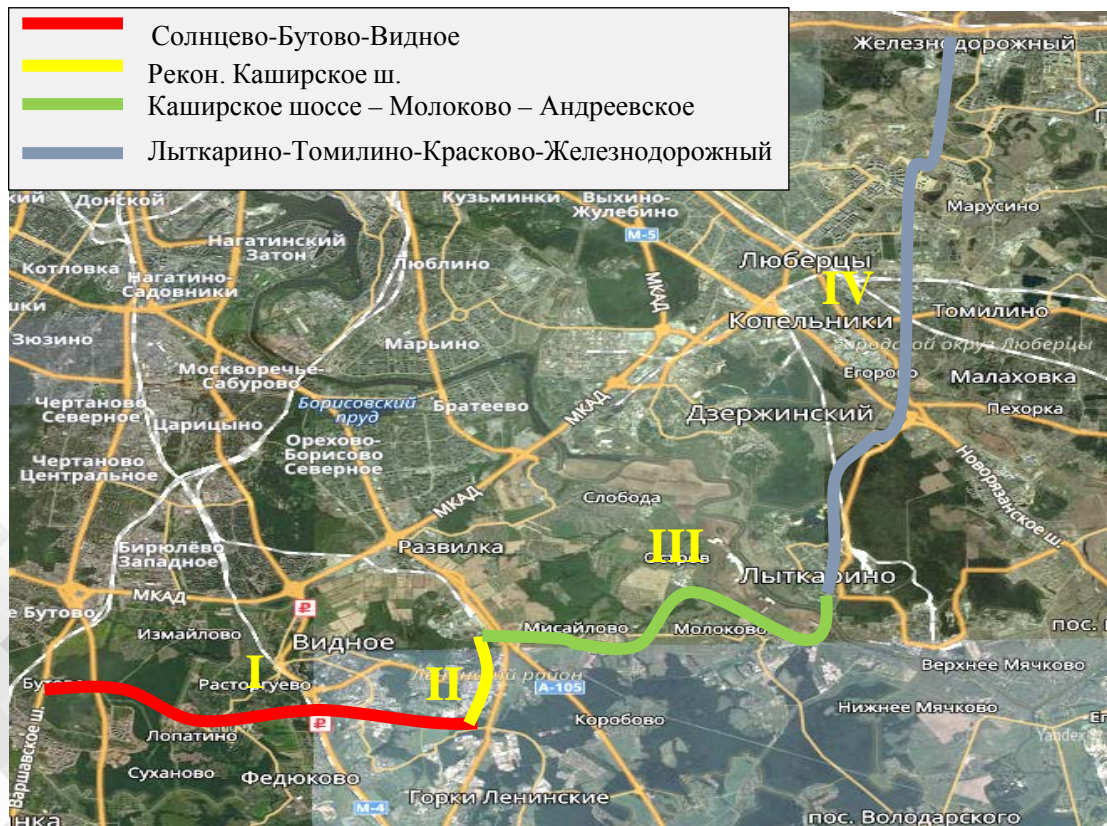 Солнцево-Бутово-Видное
Рекон. Каширское ш.
Каширское шоссе – Молоково – Андреевское
Лыткарино-Томилино-Красково-Железнодорожный
Железнодорожный
Донской
Кузьминки
Выхино-
Жулебино
Марусино
Нагатинский
Затон
М-5
Котловка
Нагатино-
Садовники
Люблино
МКАД
Люберцы
IV
Котельники
Томилино
Зюзино
Марьино
городской округ Люберцы
Москворечье-
Сабурово
Егорово
Малаховка
Чертаново
Северное
Борисовский
пруд
Братеево
МКАД
Дзержинский
Пехорка
Царицыно
Орехово-
Борисово
Северное
Чертаново
Центральное
Новорязанское ш.
МКАД
Слобода
Бирюлёво
Западное
Развилка
III
Остров
Лыткарино
МКАД
е Бутово
Измайлово
Видное
Мисайлово
Молоково
пос.
Верхнее Мячково
I
II
Ленинский район
Бутово
Расторгуево
А-105
Нижнее Мячково
Варшавское ш.
Лопатино
Коробово
Суханово
Федюково
Yandex
М-4
Горки Ленинские
нка
пос. Володарского